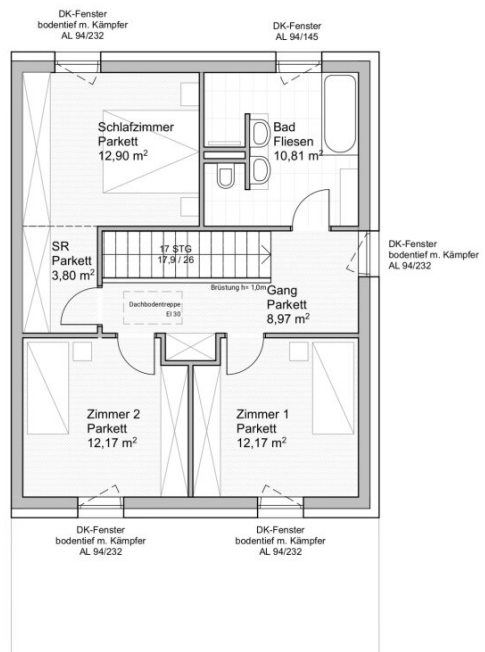 DK-Fenster
bodentief m. Kämpfer
AL 94/232
DK-Fenster
AL 94/145
Schlafzimmer
Parkett
12,90 m²
Bad
Fliesen
10,81 m²
SR
Parkett
3,80 m²
17 STG
17,9 / 26
DK-Fenster
bodentief m. Kämpfer
AL 94/232
Brüstung h= 1,0m
Gang
Parkett
8,97 m²
Dachbodentreppe
EI 30
Zimmer 2
Parkett
12,17 m²
Zimmer 1
Parkett
12,17 m²
DK-Fenster
bodentief m. Kämpfer
AL 94/232
DK-Fenster
bodentief m. Kämpfer
AL 94/232